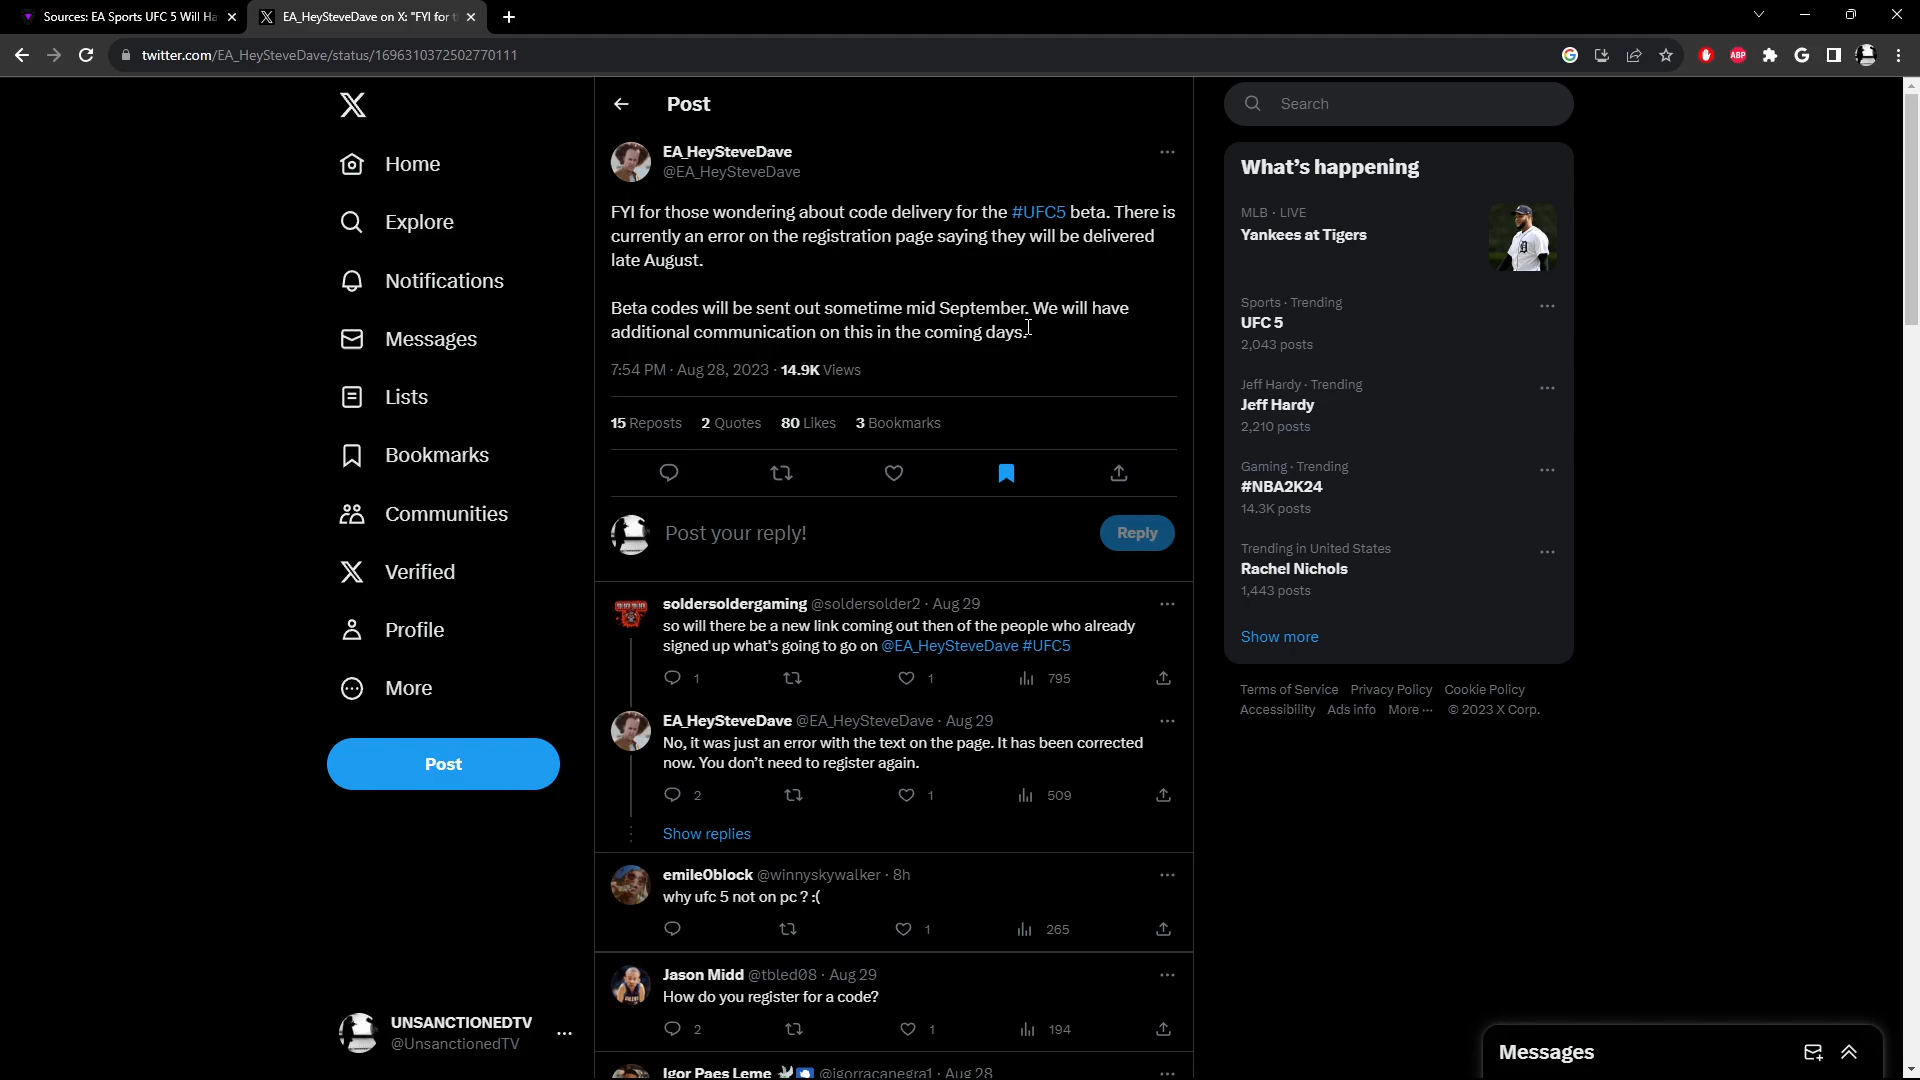 Sources: EA Sports UFC 5 Will Ha
EA_HeySteveDave on X: "FYI for t
twitter.com/EA_HeySteveDave/status/1696310372502770111
ABP
Home
Explore
Notifications
Messages
Lists
Bookmarks
Communities
Verified
Profile
More
Post
UNSANCTIONEDTV
@UnsanctionedTV
Post
EA_HeySteveDave
@EA_HeySteveDave
FYI for those wondering about code delivery for the #UFC5 beta. There is
currently an error on the registration page saying they will be delivered
late August.
Beta codes will be sent out sometime mid September. We will have
additional communication on this in the coming days.
7:54 PM · Aug 28, 2023 · 14.9K Views
15 Reposts 2 Quotes 80 Likes 3 Bookmarks
Post your reply!
Reply
soldersoldergaming @soldersolder2 · Aug 29
so will there be a new link coming out then of the people who already
signed up what's going to go on @EA_HeySteveDave #UFC5
1 1 795
EA_HeySteveDave @EA_HeySteveDave · Aug 29
No, it was just an error with the text on the page. It has been corrected
now. You don't need to register again.
2 1 509
Show replies
emile0block @winnyskywalker · 8h
why ufc 5 not on pc ? :(
1 265
Jason Midd @tbled08 · Aug 29
How do you register for a code?
2 1 194
Igor Paes Leme @igorracanegra1 · Aug 28
Search
What's happening
MLB · LIVE
Yankees at Tigers
Sports · Trending
UFC 5
2,043 posts
Jeff Hardy · Trending
Jeff Hardy
2,210 posts
Gaming · Trending
#NBA2K24
14.3K posts
Trending in United States
Rachel Nichols
1,443 posts
Show more
Terms of Service Privacy Policy Cookie Policy
Accessibility Ads info More ··· © 2023 X Corp.
Messages